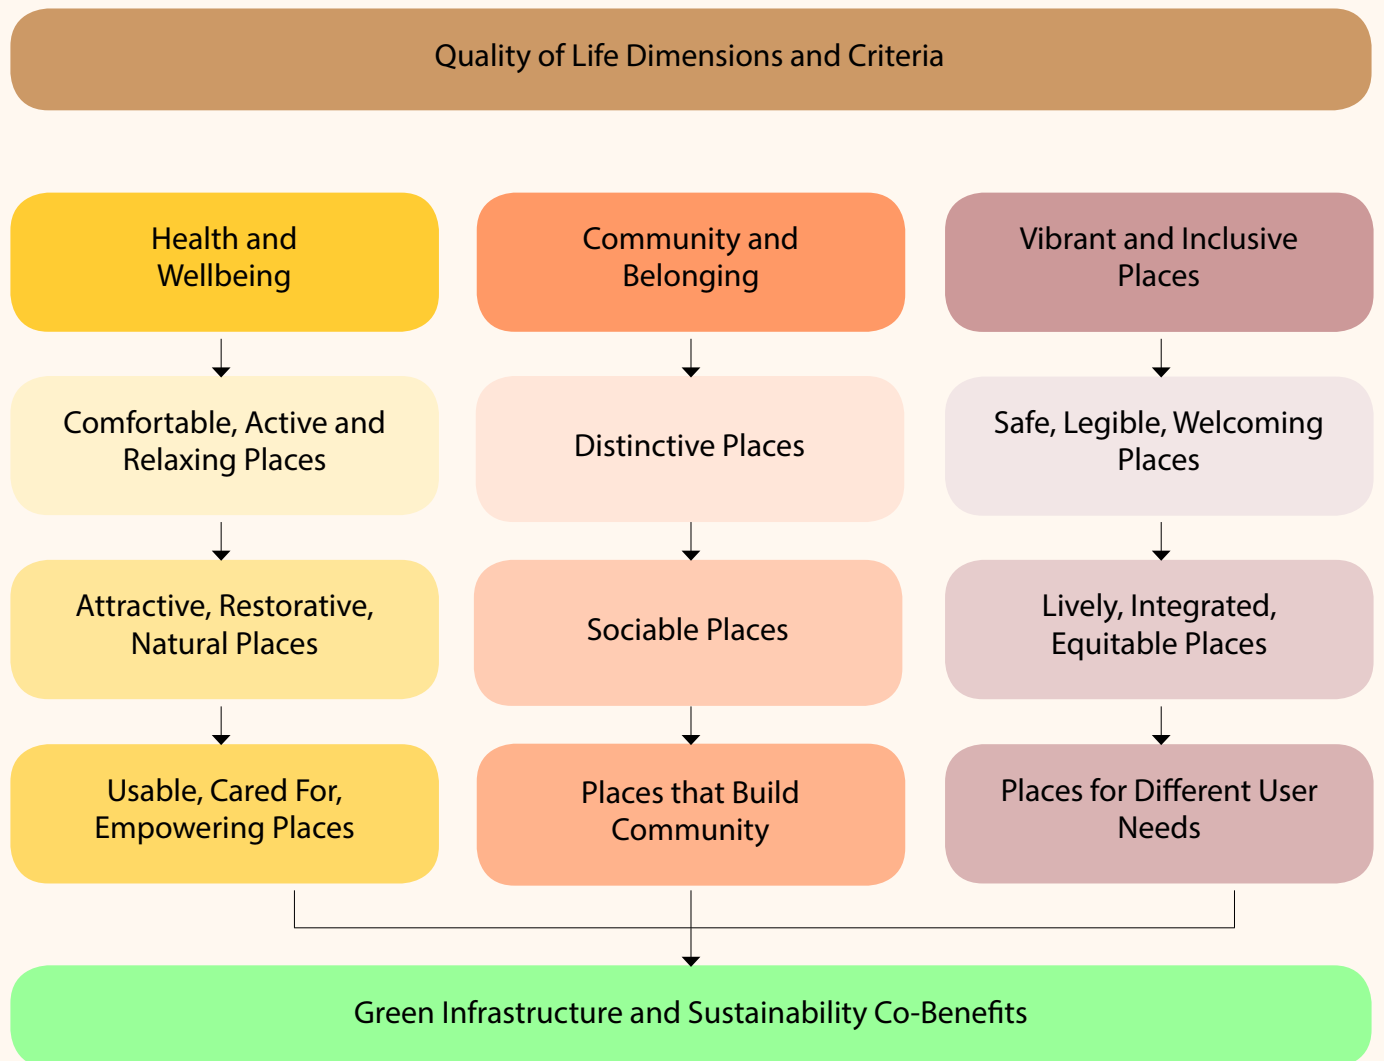 Quality of Life Dimensions and Criteria
Health and
Wellbeing
Comfortable, Active and
Relaxing Places
Attractive, Restorative,
Natural Places
Usable, Cared For,
Empowering Places
Community and
Belonging
Distinctive Places
Sociable Places
Places that Build
Community
Vibrant and Inclusive
Places
Safe, Legible, Welcoming
Places
Lively, Integrated,
Equitable Places
Places for Different User
Needs
Green Infrastructure and Sustainability Co-Benefits